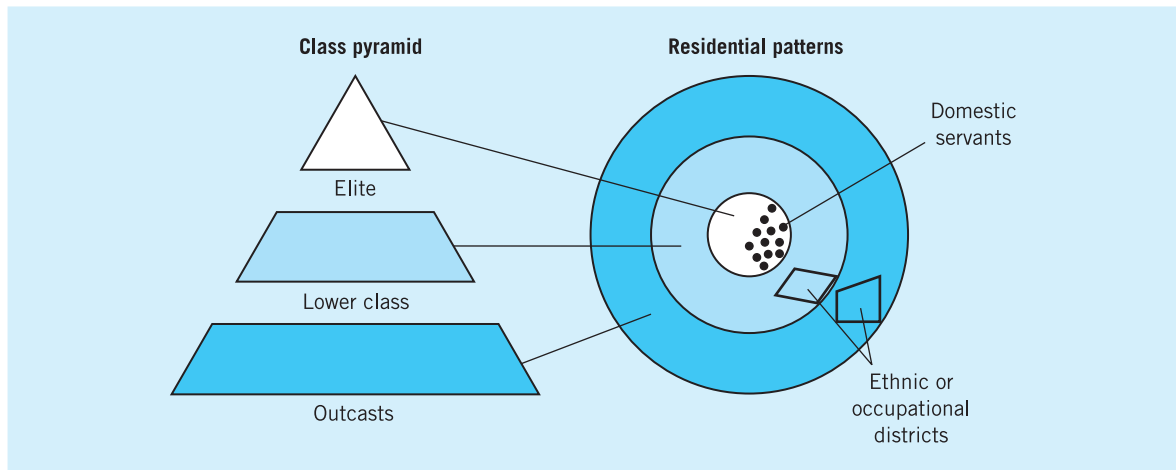 Class pyramid
Residential patterns
Domestic
servants
Elite
Lower class
Outcasts
Ethnic or
occupational
districts